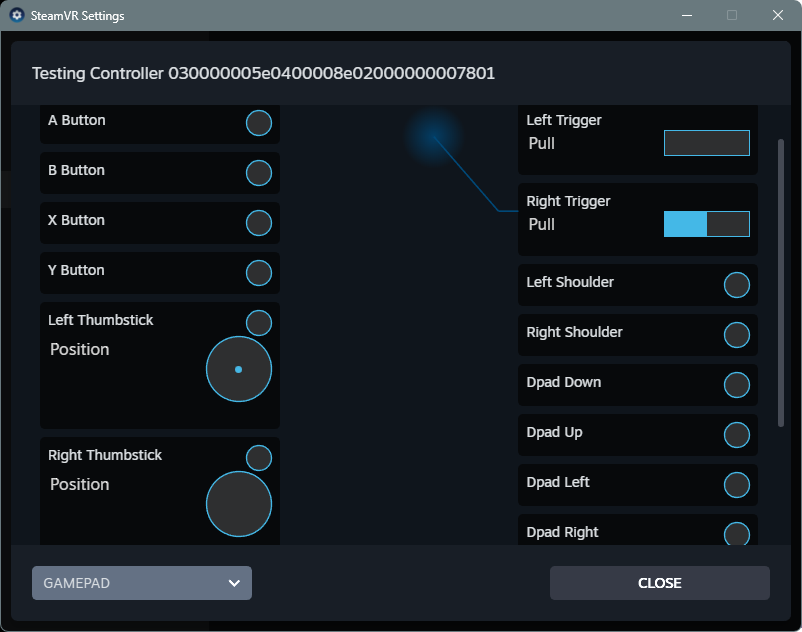 SteamVR Settings
Testing Controller 030000005e0400008e02000000007801
A Button
B Button
X Button
Y Button
Left Thumbstick
Position
Right Thumbstick
Position
Left Trigger
Pull
Right Trigger
Pull
Left Shoulder
Right Shoulder
Dpad Down
Dpad Up
Dpad Left
Dpad Right
GAMEPAD
CLOSE